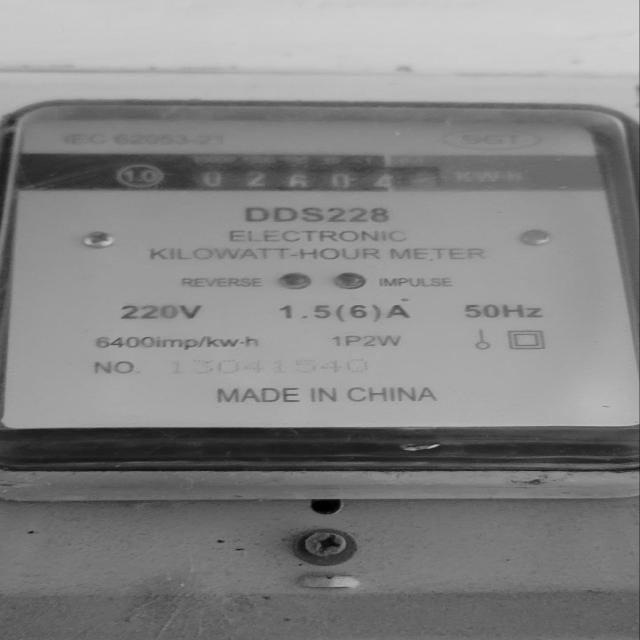 IEC 62053-21 SGT
1.0 02604 KWH
DDS228
ELECTRONIC
KILOWATT-HOUR METER
REVERSE IMPULSE
220V 1.5(6)A 50Hz
6400imp/kw·h 1P2W
NO. 13041540
MADE IN CHINA